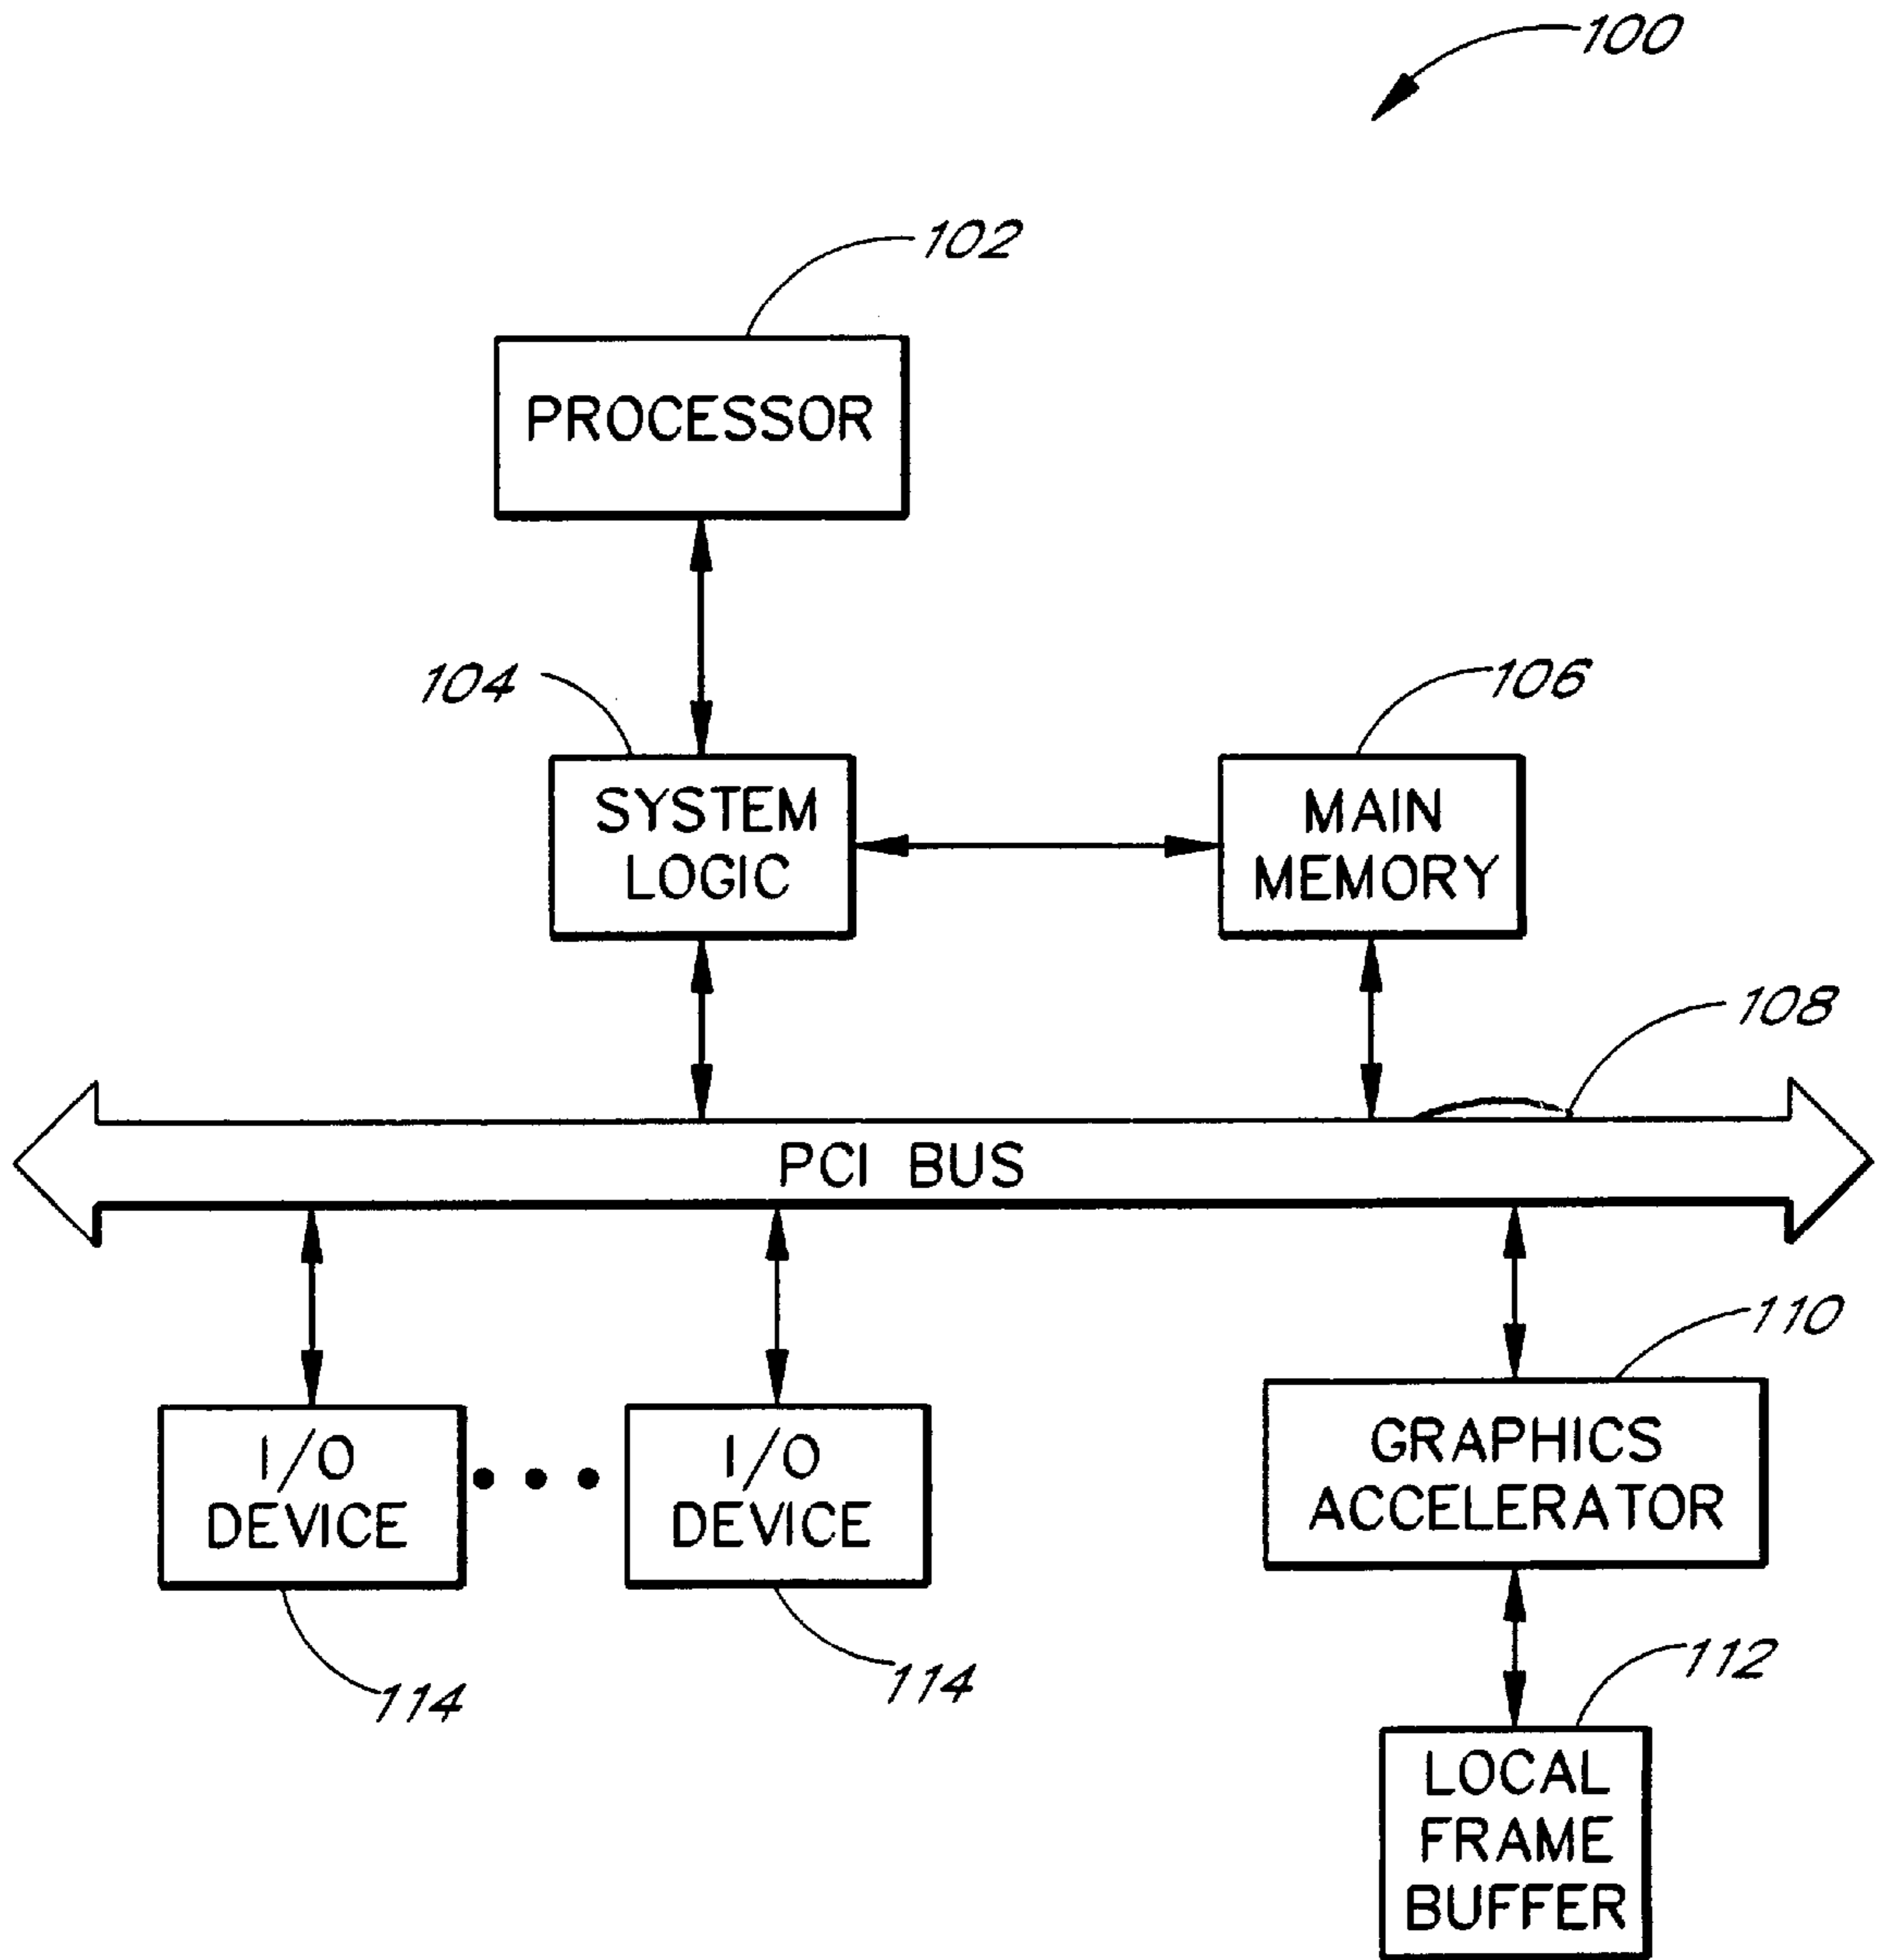 100
102
PROCESSOR
104
106
SYSTEM
LOGIC
MAIN
MEMORY
108
PCI BUS
110
I/O
DEVICE
I/O
DEVICE
GRAPHICS
ACCELERATOR
114
114
112
LOCAL
FRAME
BUFFER